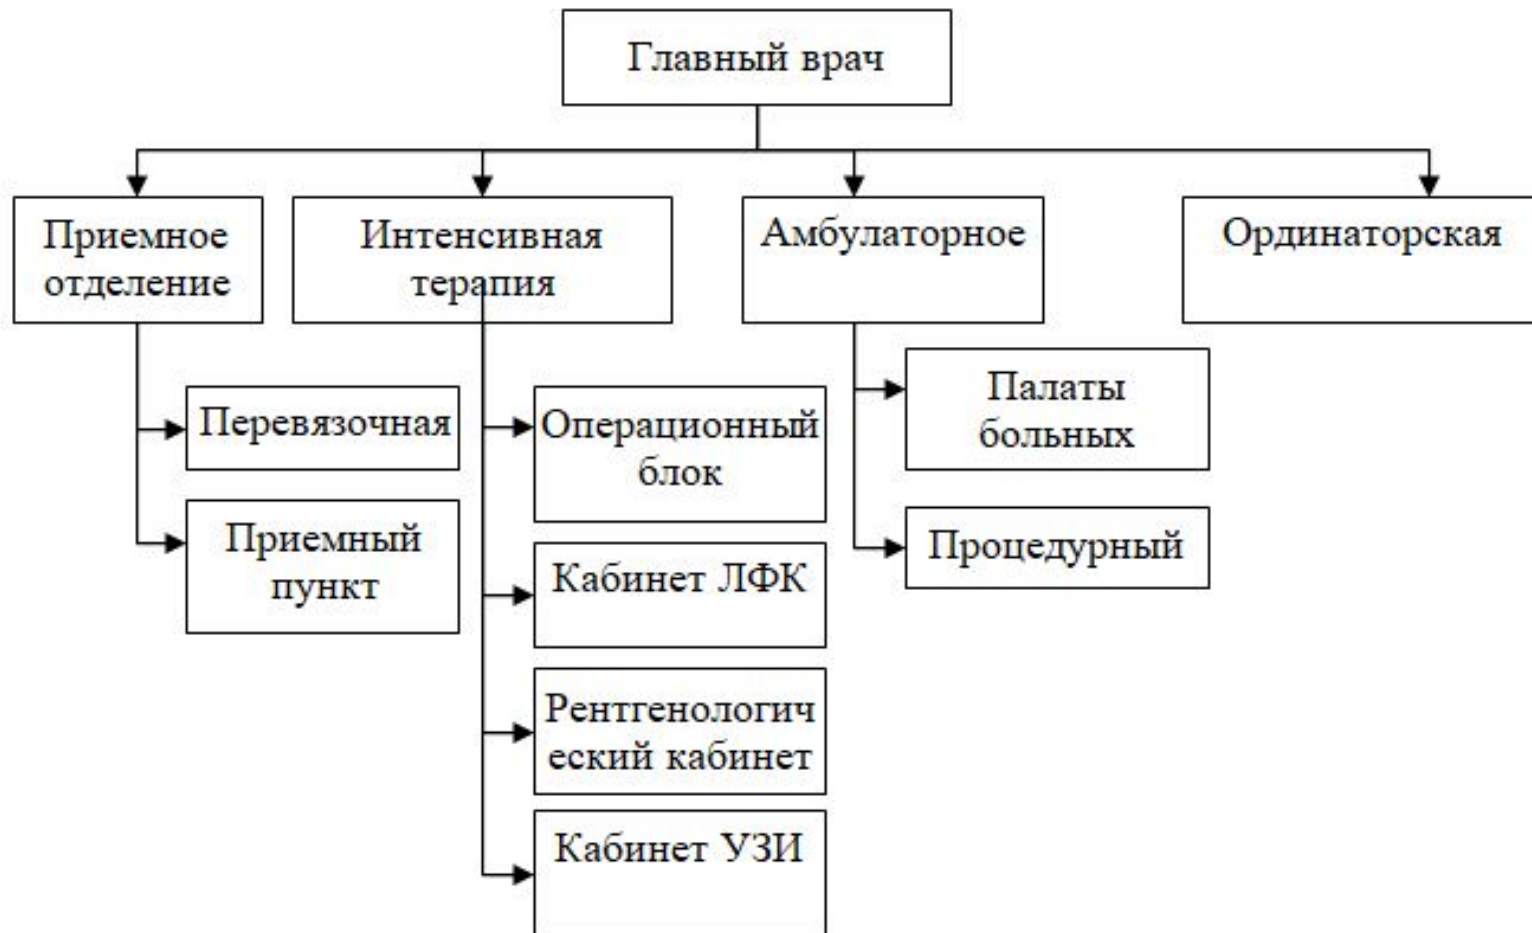 Главный врач
Приемное
отделение
Интенсивная
терапия
Амбулаторное
Ординаторская
Перевязочная
Приемный
пункт
Операционный
блок
Кабинет ЛФК
Рентгенологич
еский кабинет
Кабинет УЗИ
Палаты
больных
Процедурный